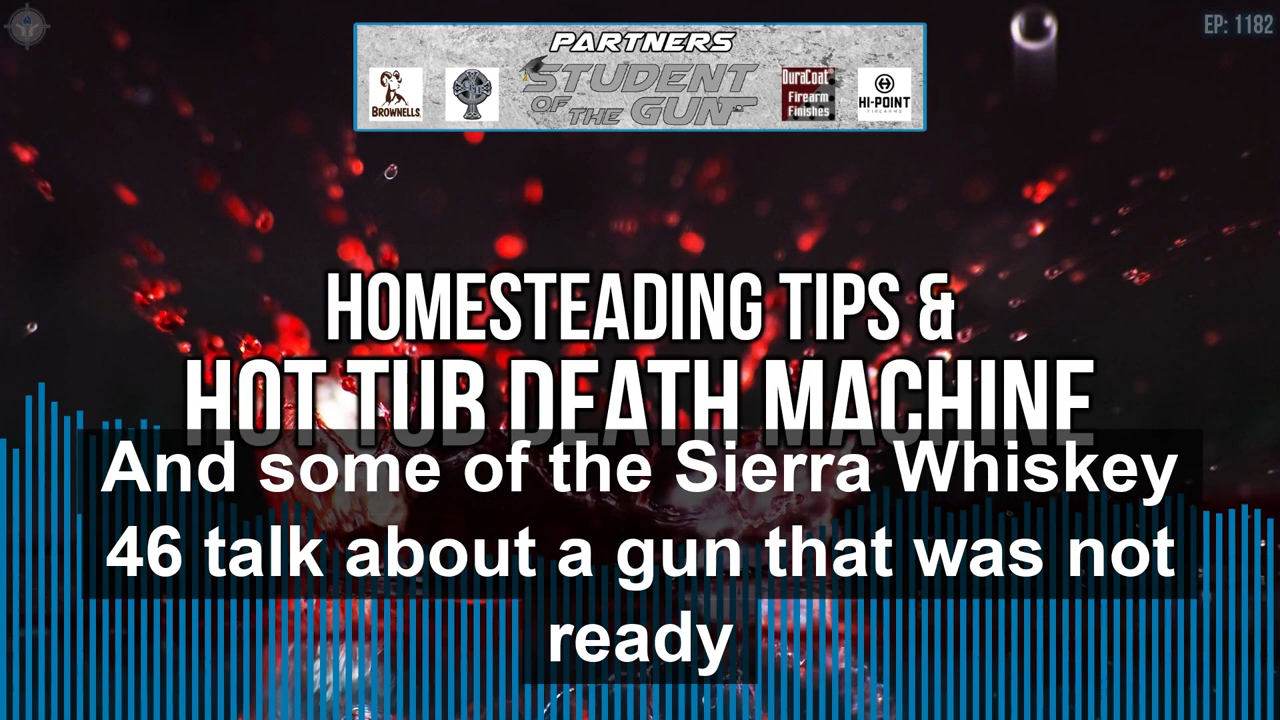 EP: 1182
PARTNERS
BROWNELLS
STUDENT
OF THE GUN
DuraCoat
Firearm
Finishes
HI-POINT
FIREARMS
HOMESTEADING TIPS &
HOT TUB DEATH MACHINE
And some of the Sierra Whiskey
46 talk about a gun that was not
ready